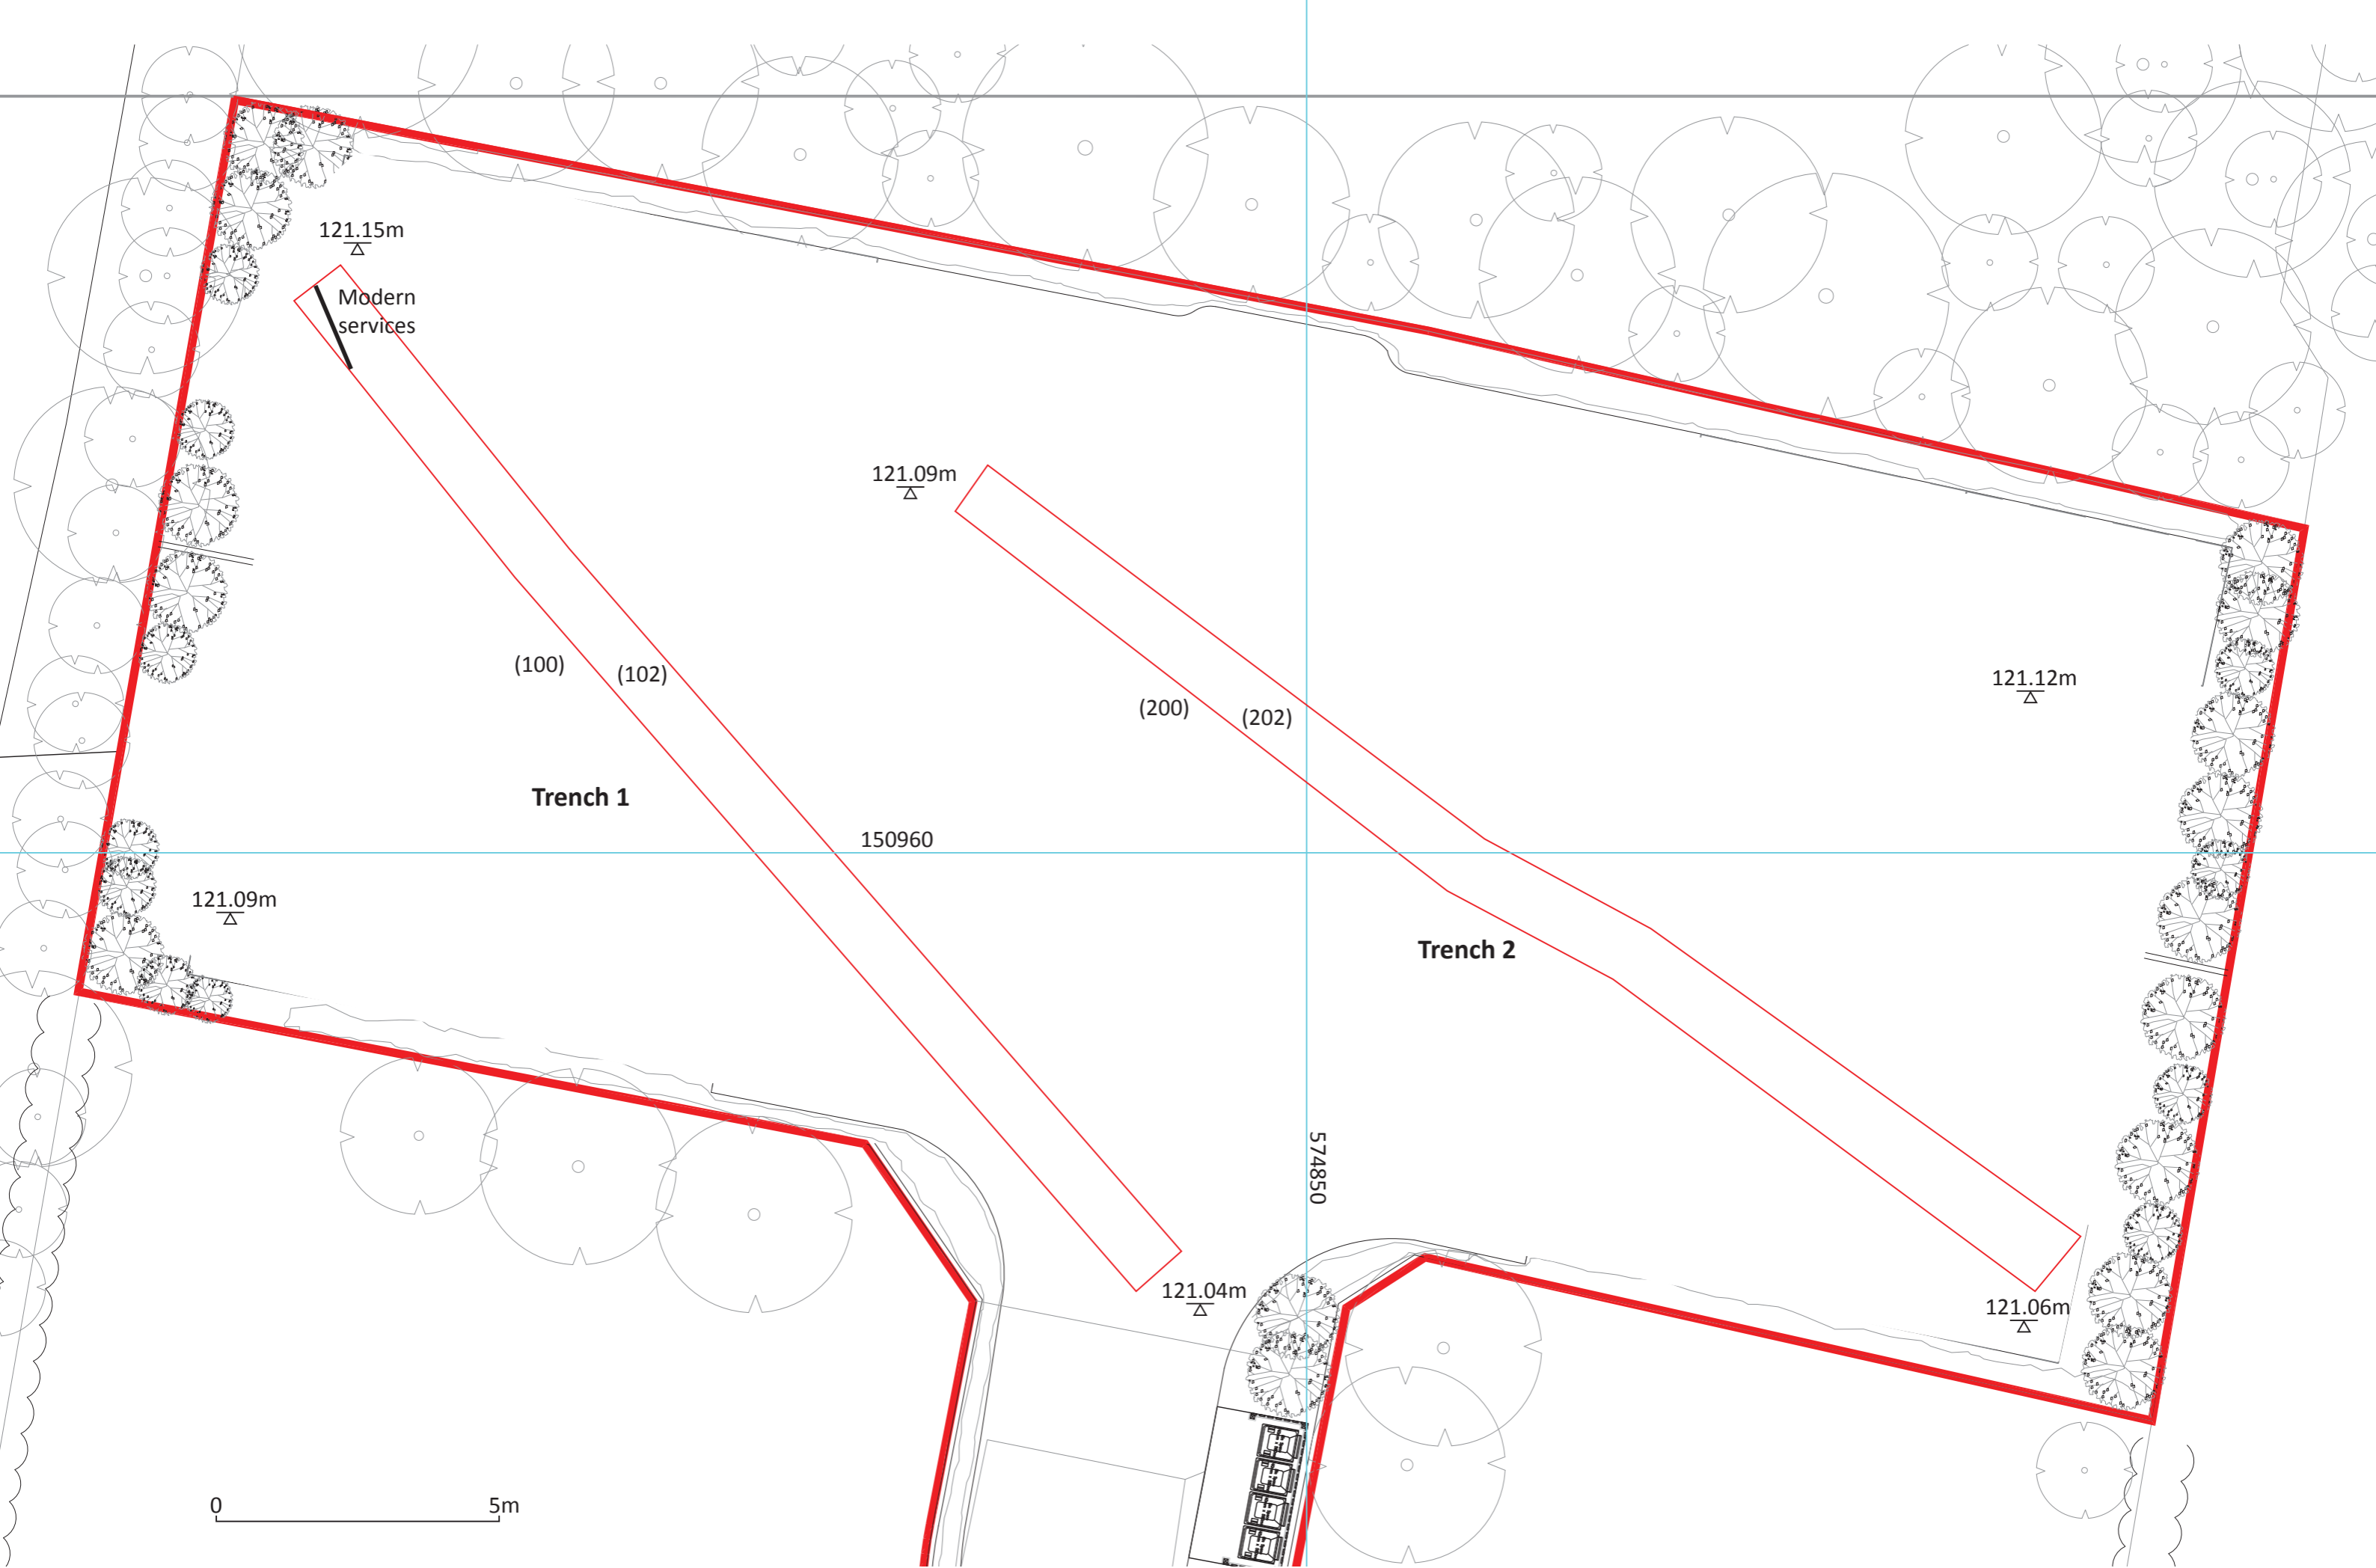 121.15m
Modern
services
121.09m
(100)
(102)
121.12m
(200)
(202)
Trench 1
150960
121.09m
Trench 2
574850
121.04m
121.06m
0
5m